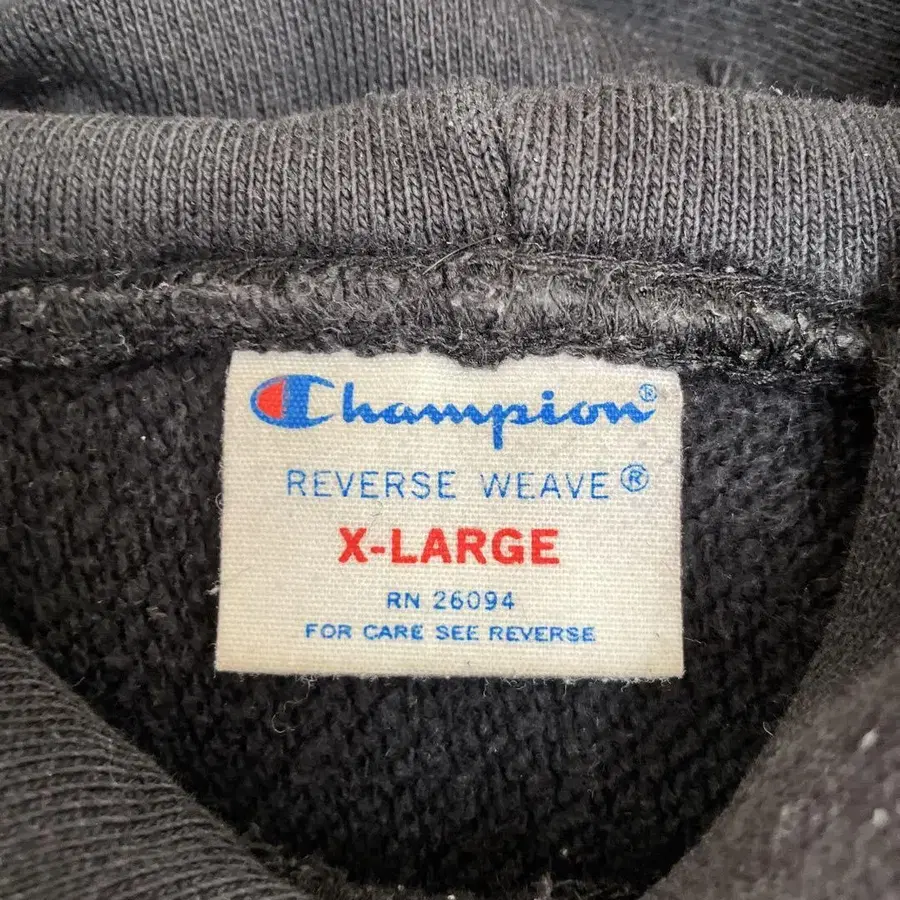 Champion®
REVERSE WEAVE®
X-LARGE
RN 26094
FOR CARE SEE REVERSE